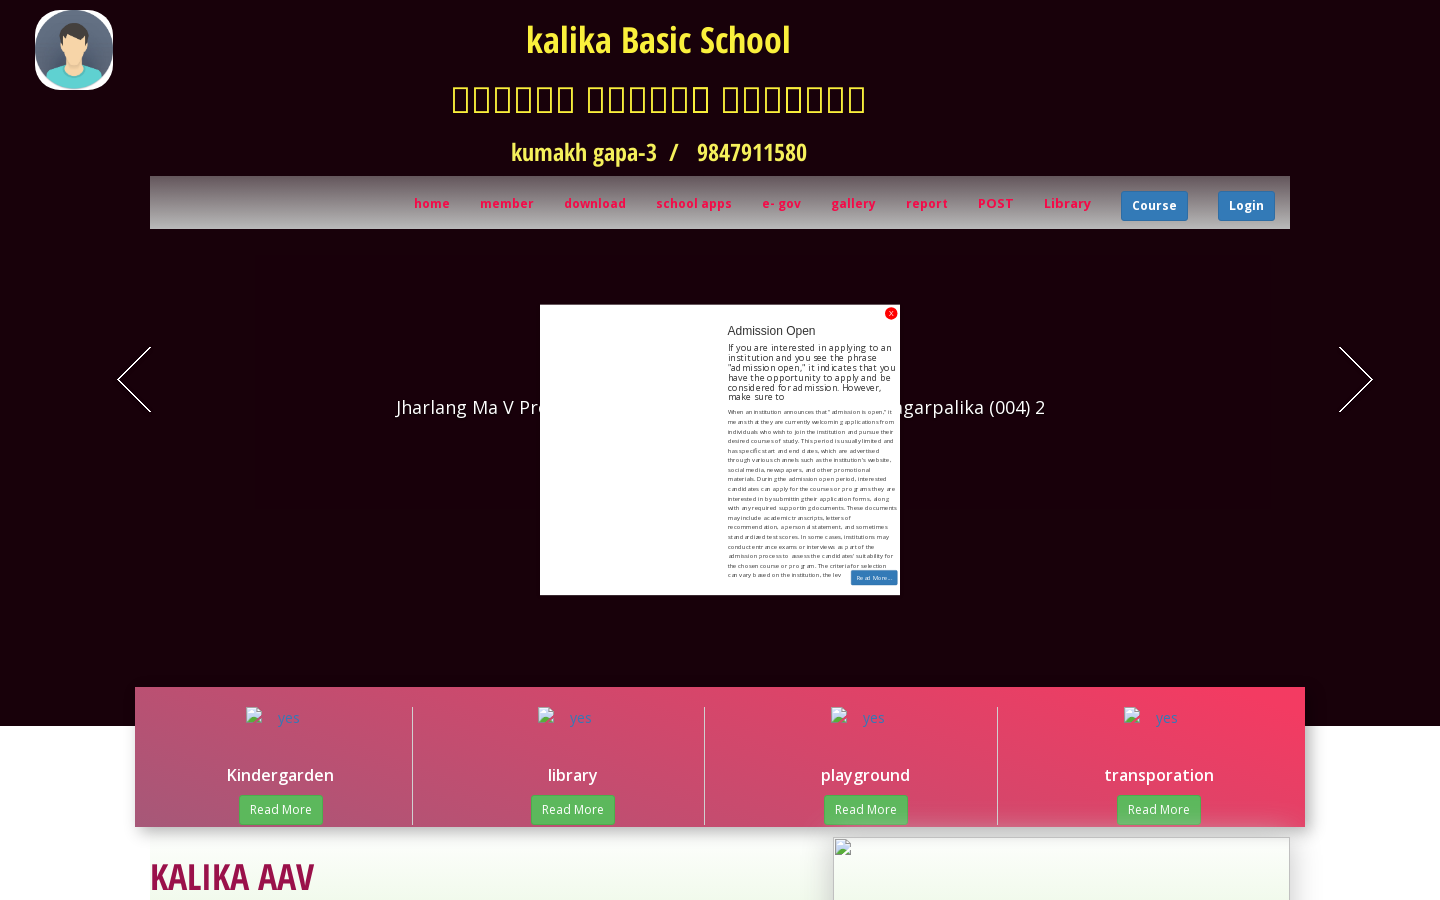 kalika Basic School
kumakh gapa-3 / 9847911580
home member download school apps e- gov gallery report POST Library Course Login
X
Admission Open
If you are interested in applying to an
institution and you see the phrase
"admission open," it indicates that you
have the opportunity to apply and be
considered for admission. However,
make sure to
Jharlang Ma V
garpalika (004) 2
When an institution announces that "admission is open," it
means that they are currently welcoming applications from
individuals who wish to join the institution and pursue their
desired courses of study. This period is usually limited and
has specific start and end dates, which are advertised
through various channels such as the institution's website,
social media, newspapers, and other promotional
materials. During the admission open period, interested
candidates can apply for the courses or programs they are
interested in by submitting their application forms, along
with any required supporting documents. These documents
may include academic transcripts, letters of
recommendation, a personal statement, and sometimes
standardized test scores. In some cases, institutions may
conduct entrance exams or interviews as part of the
admission process to assess the candidates' suitability for
the chosen course or program. The criteria for selection
can vary based on the institution, the lev
Read More...
yes yes yes yes
Kindergarden library playground transporation
Read More Read More Read More Read More
KALIKA AAV